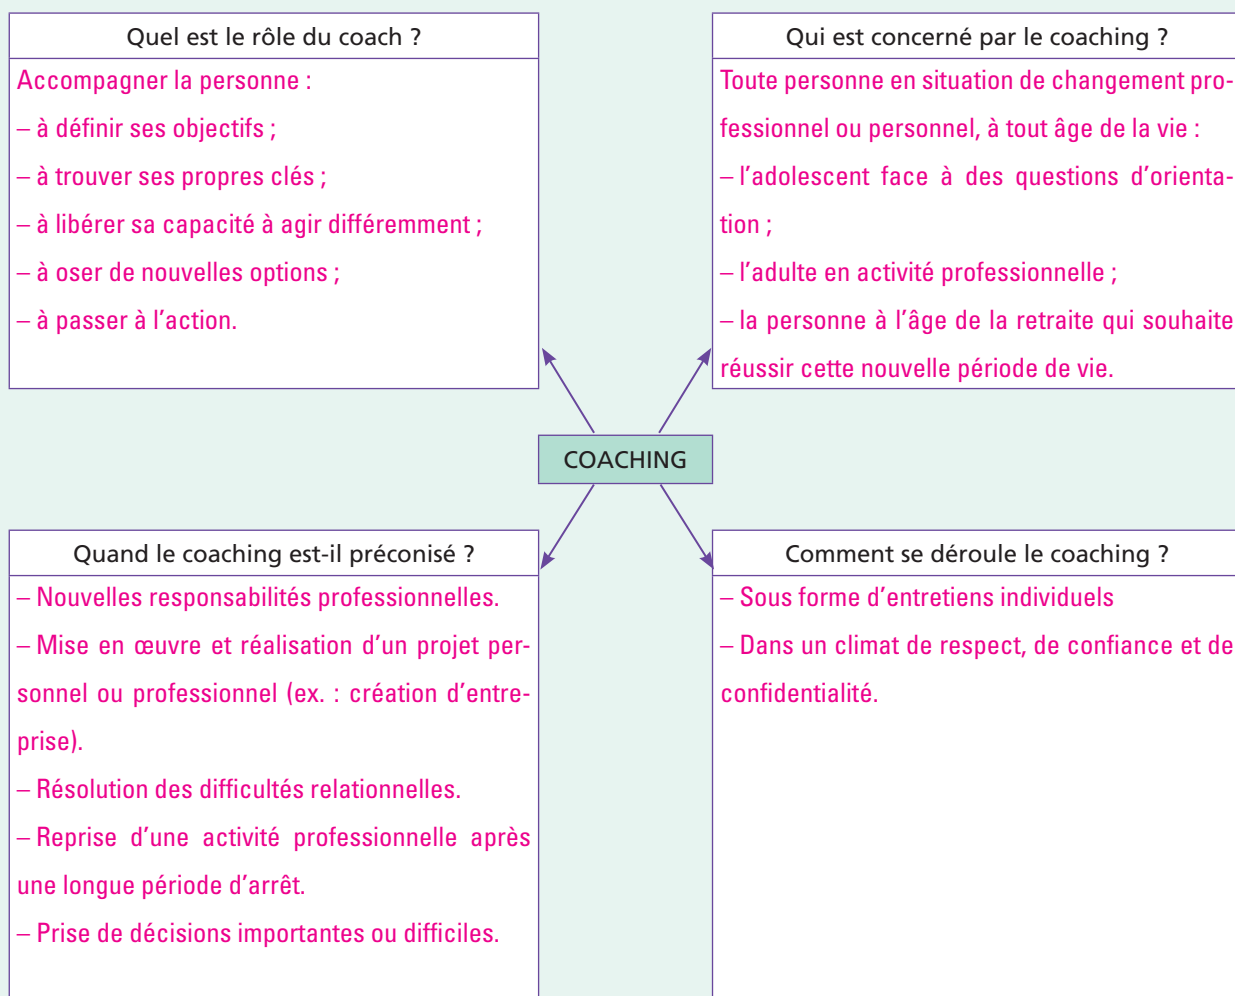 Quel est le rôle du coach ?
Accompagner la personne :
– à définir ses objectifs ;
– à trouver ses propres clés ;
– à libérer sa capacité à agir différemment ;
– à oser de nouvelles options ;
– à passer à l'action.
Qui est concerné par le coaching ?
Toute personne en situation de changement pro-
fessionnel ou personnel, à tout âge de la vie :
– l'adolescent face à des questions d'orienta-
tion ;
– l'adulte en activité professionnelle ;
– la personne à l'âge de la retraite qui souhaite
réussir cette nouvelle période de vie.
COACHING
Quand le coaching est-il préconisé ?
– Nouvelles responsabilités professionnelles.
– Mise en œuvre et réalisation d'un projet per-
sonnel ou professionnel (ex. : création d'entre-
prise).
– Résolution des difficultés relationnelles.
– Reprise d'une activité professionnelle après
une longue période d'arrêt.
– Prise de décisions importantes ou difficiles.
Comment se déroule le coaching ?
– Sous forme d'entretiens individuels
– Dans un climat de respect, de confiance et de
confidentialité.